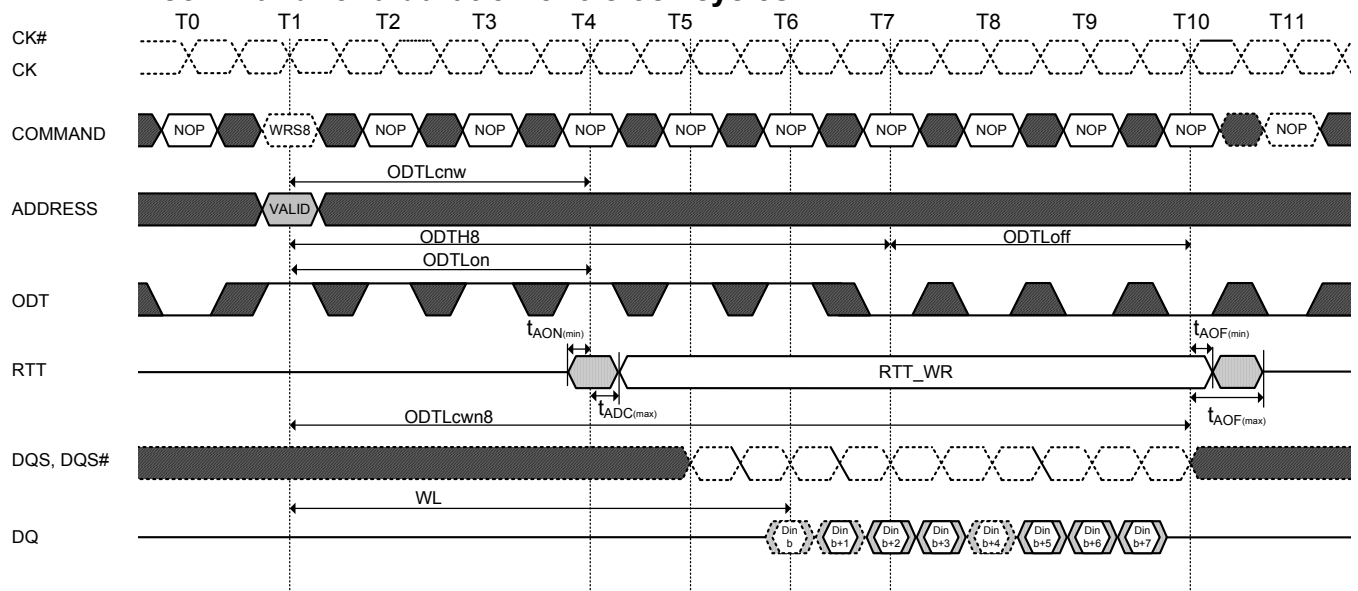 T0 T1 T2 T3 T4 T5 T6 T7 T8 T9 T10 T11
CK#
CK
COMMAND NOP WRS8 NOP NOP NOP NOP NOP NOP NOP NOP NOP NOP
ODTLcnw
ADDRESS VALID
ODTH8 ODTLoff
ODTLon
ODT
tAON(min) tAOF(min)
RTT RTT_WR
tADC(max) tAOF(max)
ODTLcwn8
DQS, DQS#
WL
DQ Din b Din b+1 Din b+2 Din b+3 Din b+4 Din b+5 Din b+6 Din b+7